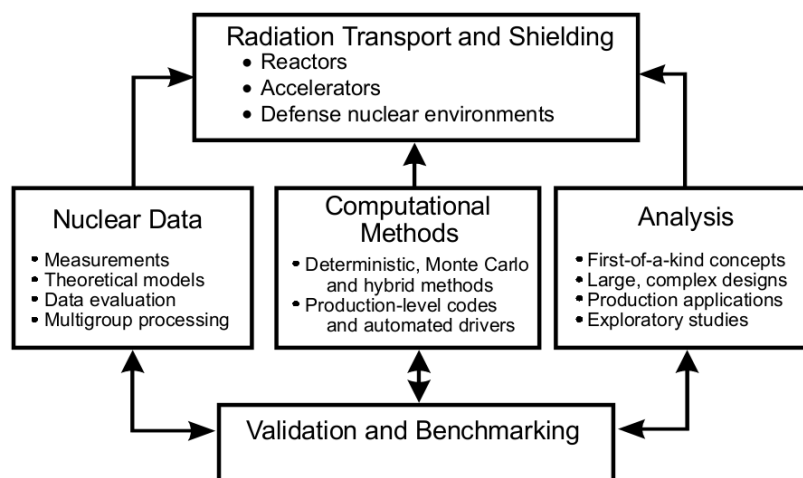 Radiation Transport and Shielding
• Reactors
• Accelerators
• Defense nuclear environments
Nuclear Data
• Measurements
• Theoretical models
• Data evaluation
• Multigroup processing
Computational
Methods
• Deterministic, Monte Carlo
and hybrid methods
• Production-level codes
and automated drivers
Analysis
• First-of-a-kind concepts
• Large, complex designs
• Production applications
• Exploratory studies
Validation and Benchmarking